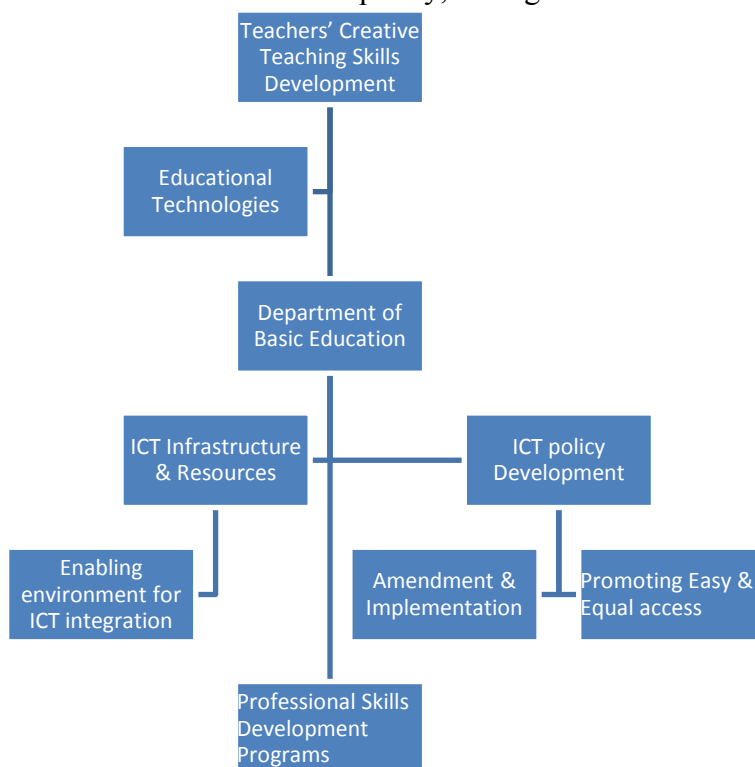 Teachers’ Creative
Teaching Skills
Development
Educational
Technologies
Department of
Basic Education
ICT Infrastructure
& Resources
ICT policy
Development
Enabling
environment for
ICT integration
Amendment &
Implementation
Promoting Easy &
Equal access
Professional Skills
Development
Programs